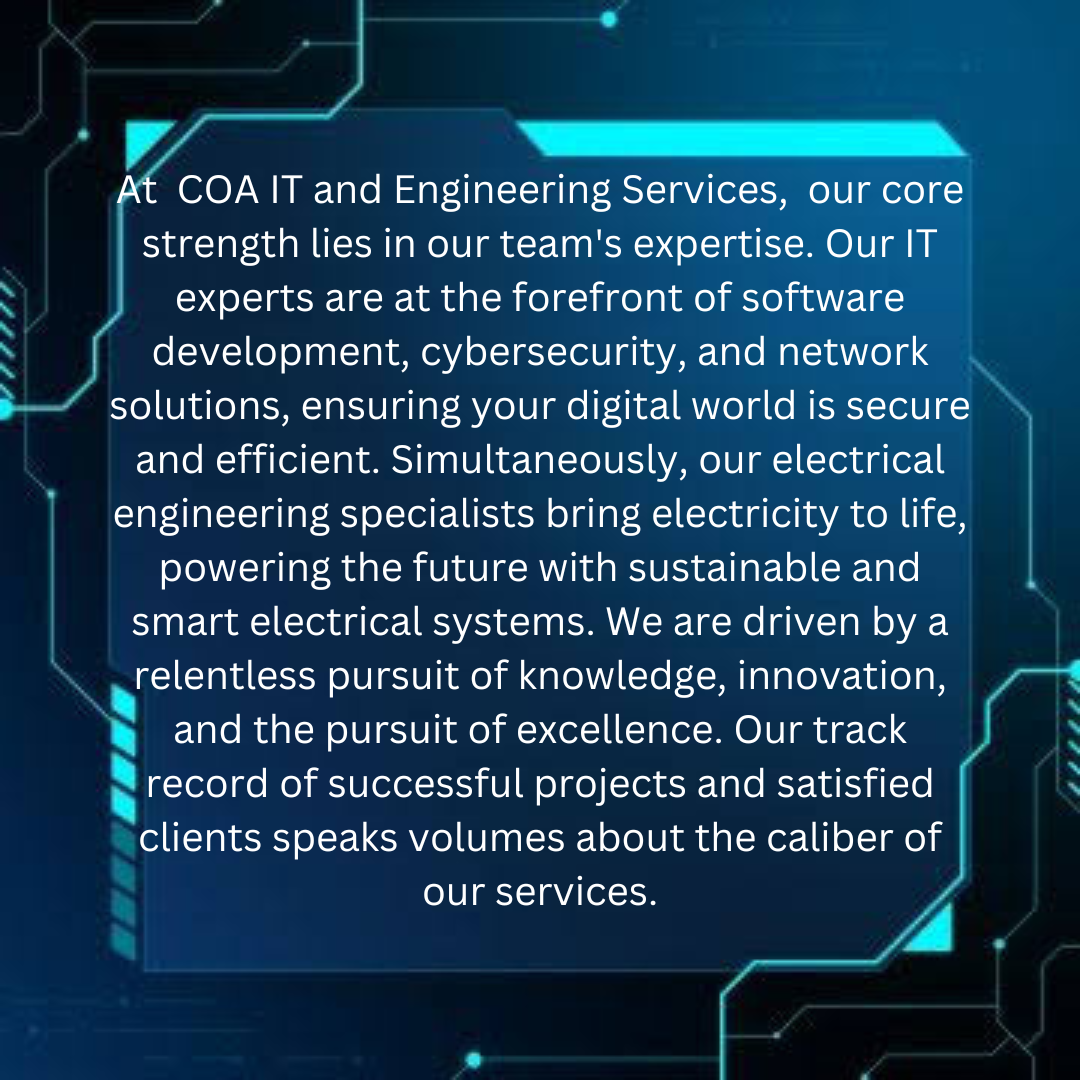 At  COA IT and Engineering Services,  our core
strength lies in our team's expertise. Our IT
experts are at the forefront of software
development, cybersecurity, and network
solutions, ensuring your digital world is secure
and efficient. Simultaneously, our electrical
engineering specialists bring electricity to life,
powering the future with sustainable and
smart electrical systems. We are driven by a
relentless pursuit of knowledge, innovation,
and the pursuit of excellence. Our track
record of successful projects and satisfied
clients speaks volumes about the caliber of
our services.